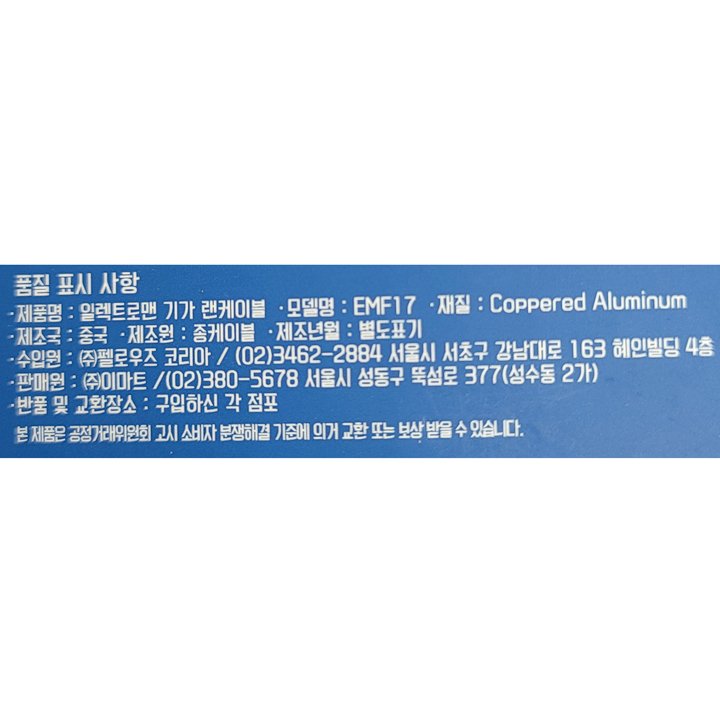 품질 표시 사항
·제품명 : 일렉트로맨 기가 랜케이블 ·모델명 : EMF17 ·재질 : Coppered Aluminum
·제조국 : 중국 ·제조원 : 종케이블 ·제조년월 : 별도표기
·수입원 : ㈜펠로우즈 코리아 / (02)3462-2884 서울시 서초구 강남대로 163 혜인빌딩 4층
·판매원 : ㈜이마트 /(02)380-5678 서울시 성동구 뚝섬로 377(성수동 2가)
·반품 및 교환장소 : 구입하신 각 점포
본 제품은 공정거래위원회 고시 소비자 분쟁해결 기준에 의거 교환 또는 보상 받을 수 있습니다.